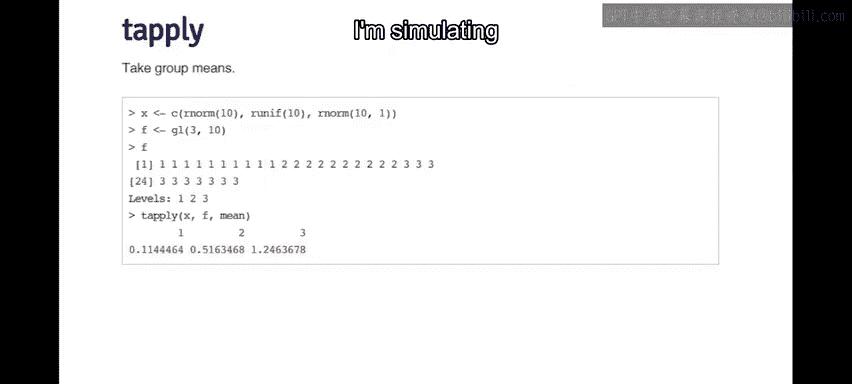 tapply
I'm simulating
Take group means.
> x <- c(rnorm(10), runif(10), rnorm(10, 1))
> f <- gl(3, 10)
> f
[1] 1 1 1 1 1 1 1 1 1 1 2 2 2 2 2 2 2 2 2 2 3 3 3
[24] 3 3 3 3 3 3 3
Levels: 1 2 3
> tapply(x, f, mean)
1 2 3
0.1144464 0.5163468 1.2463678